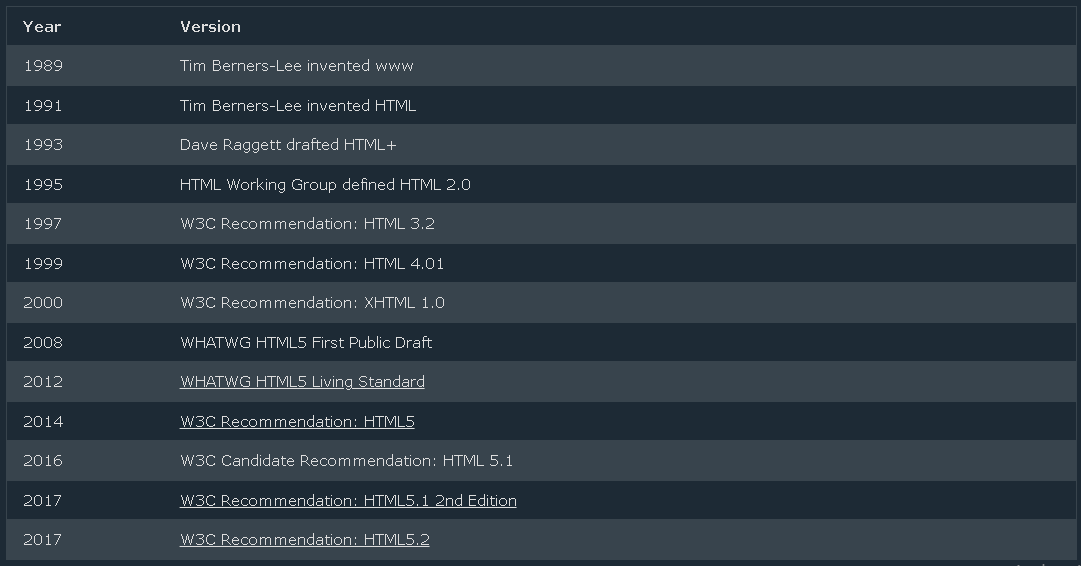 Year Version
1989 Tim Berners-Lee invented www
1991 Tim Berners-Lee invented HTML
1993 Dave Raggett drafted HTML+
1995 HTML Working Group defined HTML 2.0
1997 W3C Recommendation: HTML 3.2
1999 W3C Recommendation: HTML 4.01
2000 W3C Recommendation: XHTML 1.0
2008 WHATWG HTML5 First Public Draft
2012 WHATWG HTML5 Living Standard
2014 W3C Recommendation: HTML5
2016 W3C Candidate Recommendation: HTML 5.1
2017 W3C Recommendation: HTML5.1 2nd Edition
2017 W3C Recommendation: HTML5.2